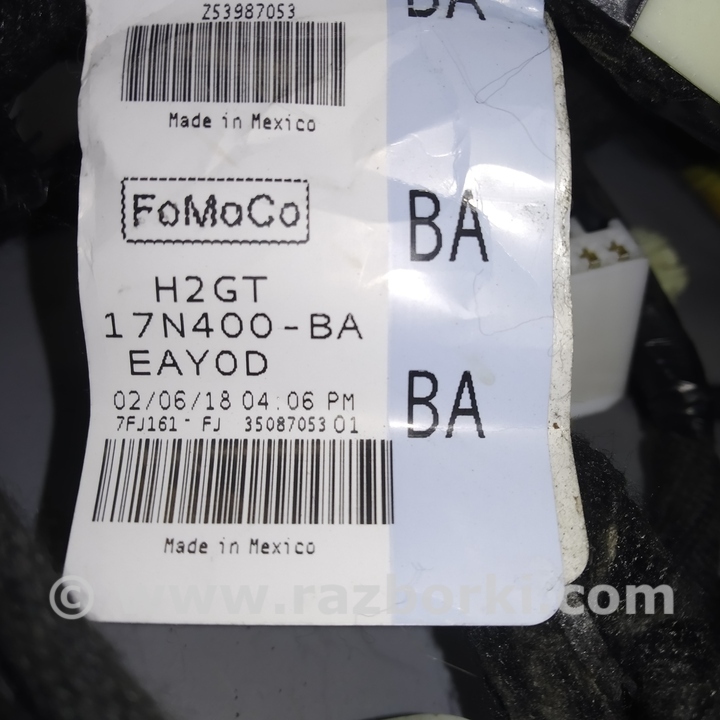 Z53987053
BA
Made in Mexico
FoMoCo
BA
H2GT
17N400-BA
EAYOD
02/06/18 04:06 PM
BA
7FJ161- FJ 35087053 01
Made in Mexico
© www.razborki.com